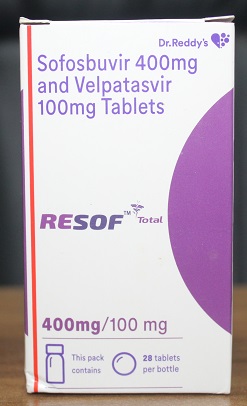 Dr.Reddy's
Sofosbuvir 400mg
and Velpatasvir
100mg Tablets
RESOF™ Total
400mg/100 mg
This pack
contains
28 tablets
per bottle